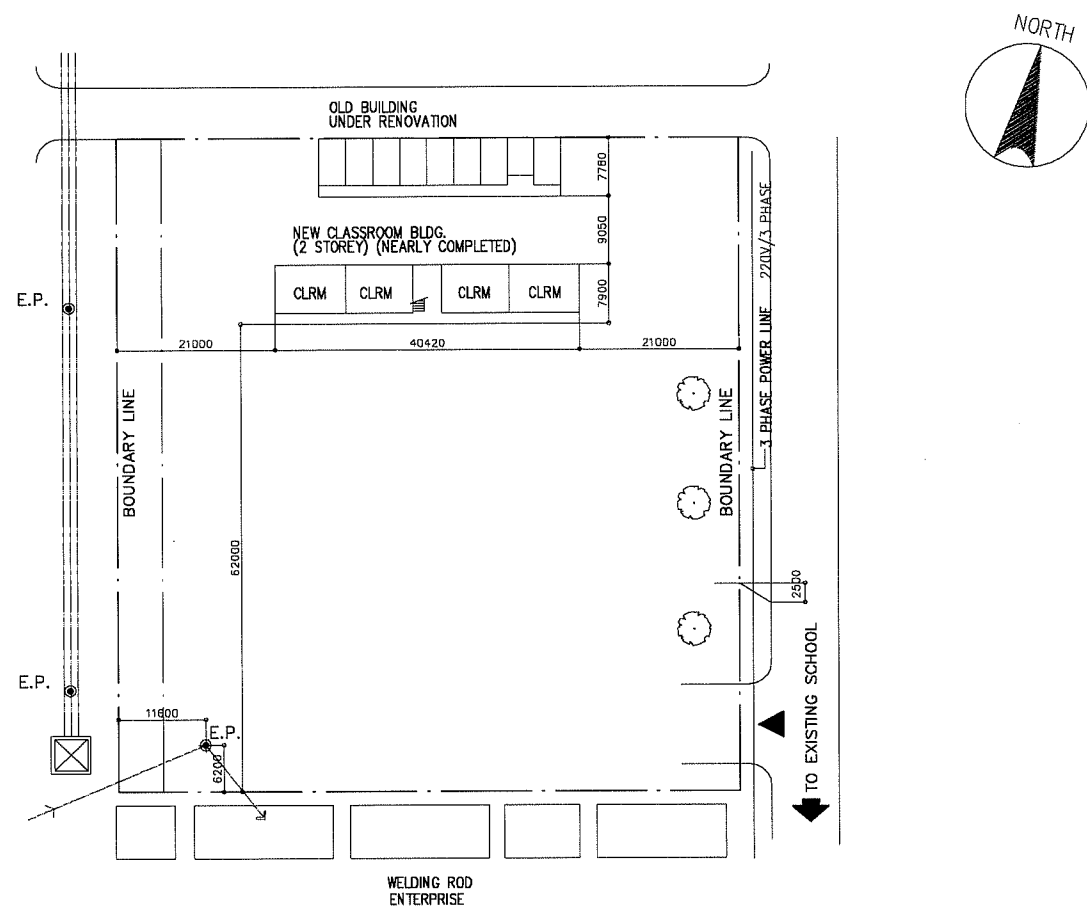 NORTH
OLD BUILDING
UNDER RENOVATION
7780
9050
7900
NEW CLASSROOM BLDG.
(2 STOREY) (NEARLY COMPLETED)
CLRM
CLRM
CLRM
CLRM
E.P.
21000
40420
21000
220V/3 PHASE
3 PHASE POWER LINE
BOUNDARY LINE
BOUNDARY LINE
62000
2500
E.P.
11600
E.P.
6200
TO EXISTING SCHOOL
WELDING ROD
ENTERPRISE